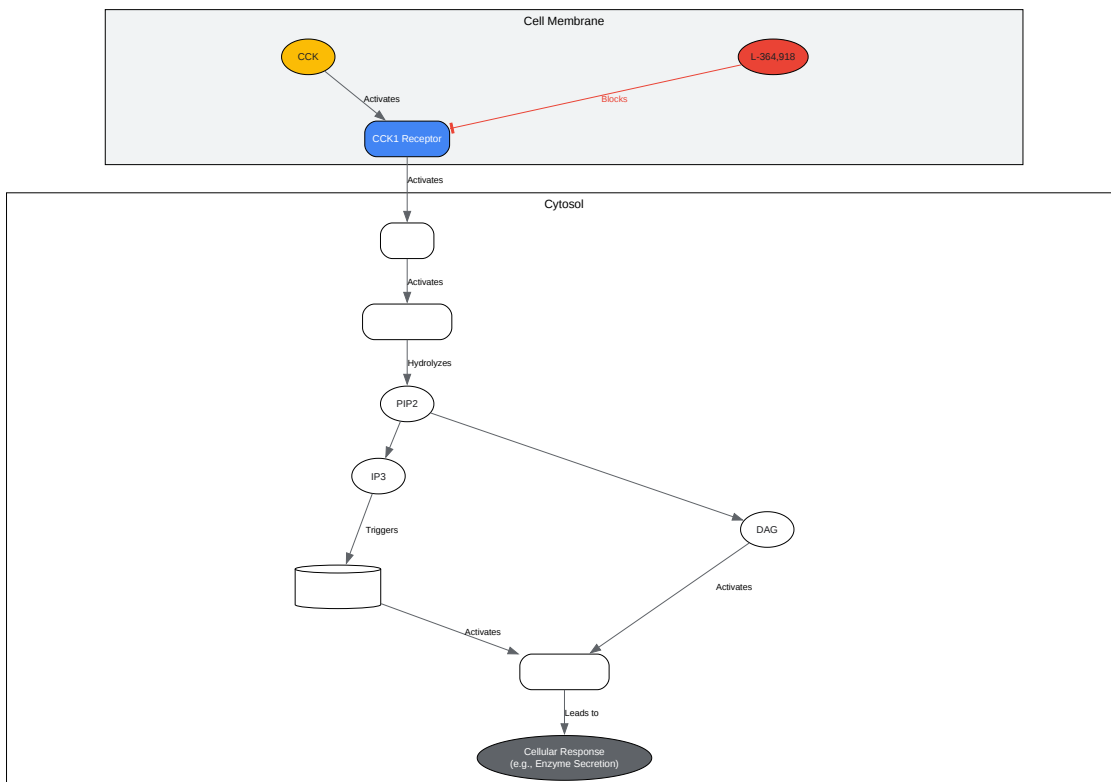 Cell Membrane
CCK
L-364,918
Activates
Blocks
CCK1 Receptor
Activates
Cytosol
Activates
Hydrolyzes
PIP2
IP3
Triggers
DAG
Activates
Activates
Leads to
Cellular Response
(e.g., Enzyme Secretion)